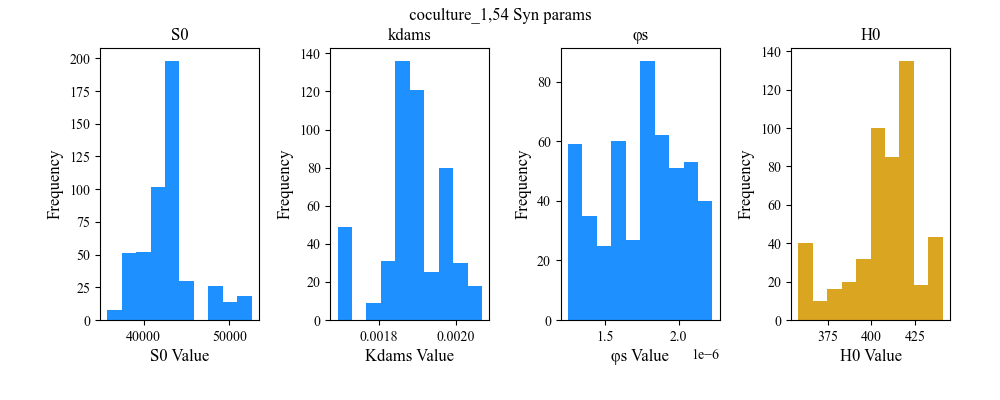 coculture_1,54 Syn params
S0
Frequency
200
175
150
125
100
75
50
25
0
40000 50000
S0 Value
kdams
Frequency
140
120
100
80
60
40
20
0
0.0018 0.0020
Kdams Value
φs
Frequency
80
60
40
20
0
1.5 2.0
φs Value 1e−6
H0
Frequency
140
120
100
80
60
40
20
0
375 400 425
H0 Value